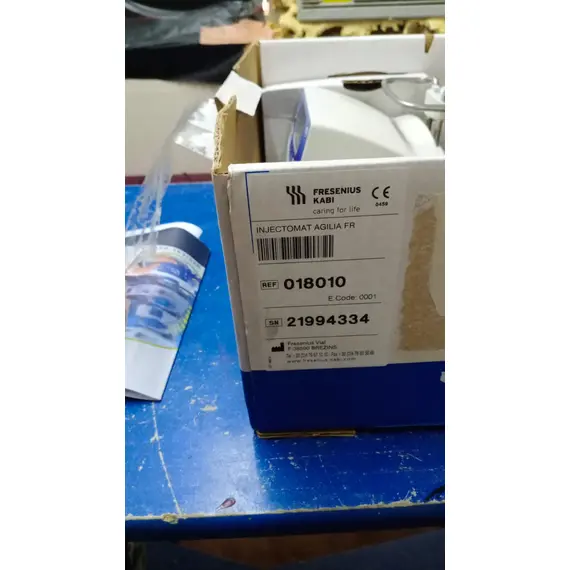 FRESENIUS
KABI
caring for life
CE
0459
INJECTOMAT AGILIA FR
REF 018010
E.Code: 0001
SN 21994334
Fresenius Vial